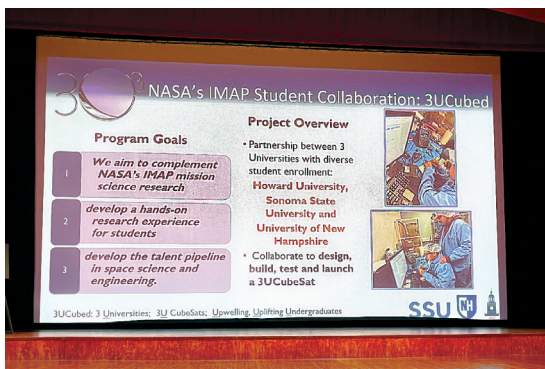 3U³
NASA's IMAP Student Collaboration: 3UCubed
Program Goals
1
We aim to complement
NASA's IMAP mission
science research
2
develop a hands-on
research experience
for students
3
develop the talent pipeline
in space science and
engineering.
Project Overview
• Partnership between 3
Universities with diverse
student enrollment:
Howard University,
Sonoma State
University and
University of New
Hampshire
• Collaborate to design,
build, test and launch
a 3UCubeSat
3UCubed: 3 Universities; 3U CubeSats; Upwelling, Uplifting Undergraduates
SSU
NH